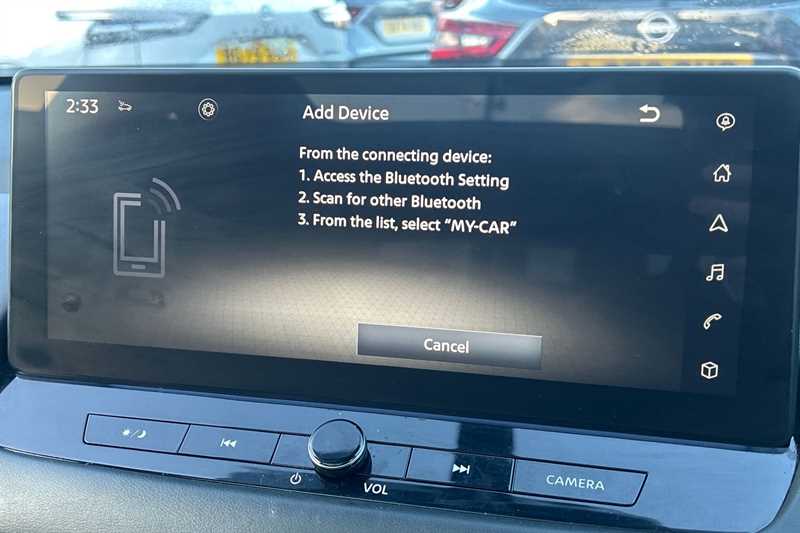 2:33
Add Device
From the connecting device:
1. Access the Bluetooth Setting
2. Scan for other Bluetooth
3. From the list, select “MY-CAR”
Cancel
VOL
CAMERA